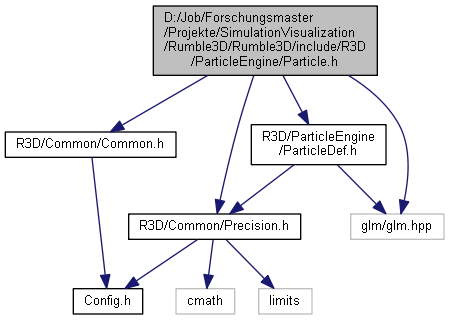 D:/Job/Forschungsmaster
/Projekte/SimulationVisualization
/Rumble3D/Rumble3D/include/R3D
/ParticleEngine/Particle.h
R3D/Common/Common.h
R3D/ParticleEngine
/ParticleDef.h
R3D/Common/Precision.h
glm/glm.hpp
Config.h
cmath
limits